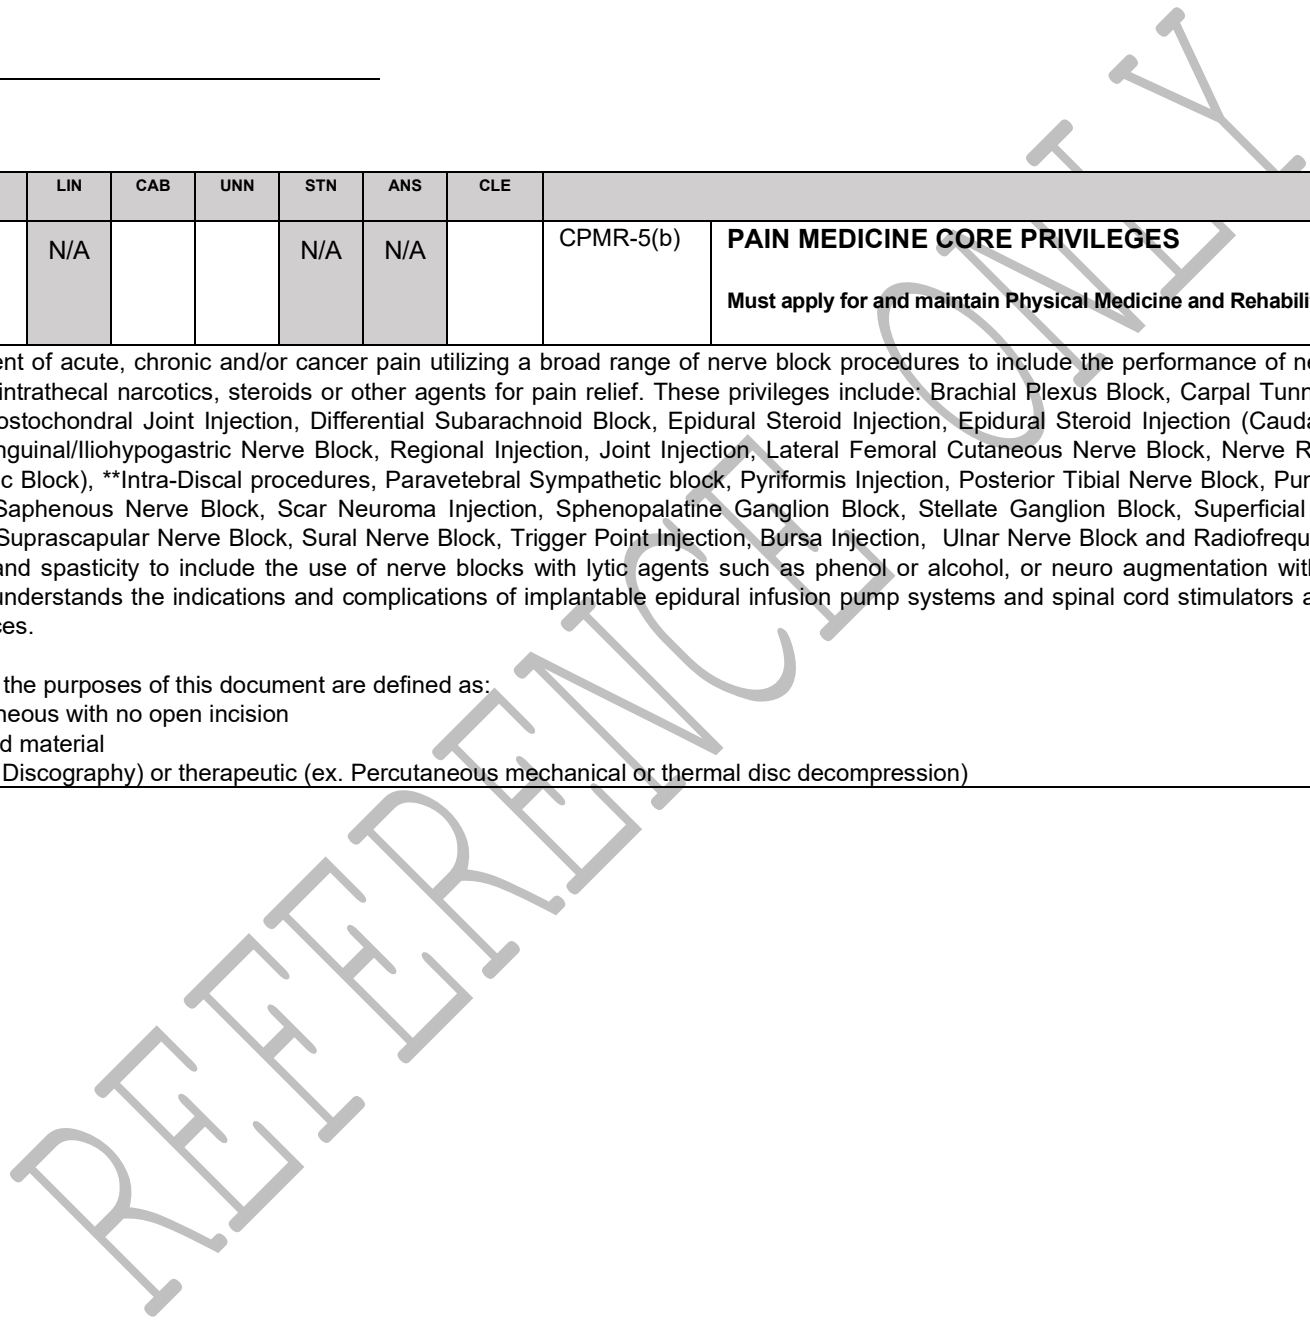 LIN CAB UNN STN ANS CLE
N/A N/A N/A CPMR-5(b) PAIN MEDICINE CORE PRIVILEGES
Must apply for and maintain Physical Medicine and Rehabili
ent of acute, chronic and/or cancer pain utilizing a broad range of nerve block procedures to include the performance of ne
intrathecal narcotics, steroids or other agents for pain relief. These privileges include: Brachial Plexus Block, Carpal Tunn
ostochondral Joint Injection, Differential Subarachnoid Block, Epidural Steroid Injection, Epidural Steroid Injection (Cauda
nguinal/Iliohypogastric Nerve Block, Regional Injection, Joint Injection, Lateral Femoral Cutaneous Nerve Block, Nerve R
ic Block), **Intra-Discal procedures, Paravetebral Sympathetic block, Pyriformis Injection, Posterior Tibial Nerve Block, Pur
Saphenous Nerve Block, Scar Neuroma Injection, Sphenopalatine Ganglion Block, Stellate Ganglion Block, Superficial
Suprascapular Nerve Block, Sural Nerve Block, Trigger Point Injection, Bursa Injection, Ulnar Nerve Block and Radiofrequ
and spasticity to include the use of nerve blocks with lytic agents such as phenol or alcohol, or neuro augmentation with
understands the indications and complications of implantable epidural infusion pump systems and spinal cord stimulators a
ces.
the purposes of this document are defined as:
neous with no open incision
d material
Discography) or therapeutic (ex. Percutaneous mechanical or thermal disc decompression)
REFERENCE ONLY